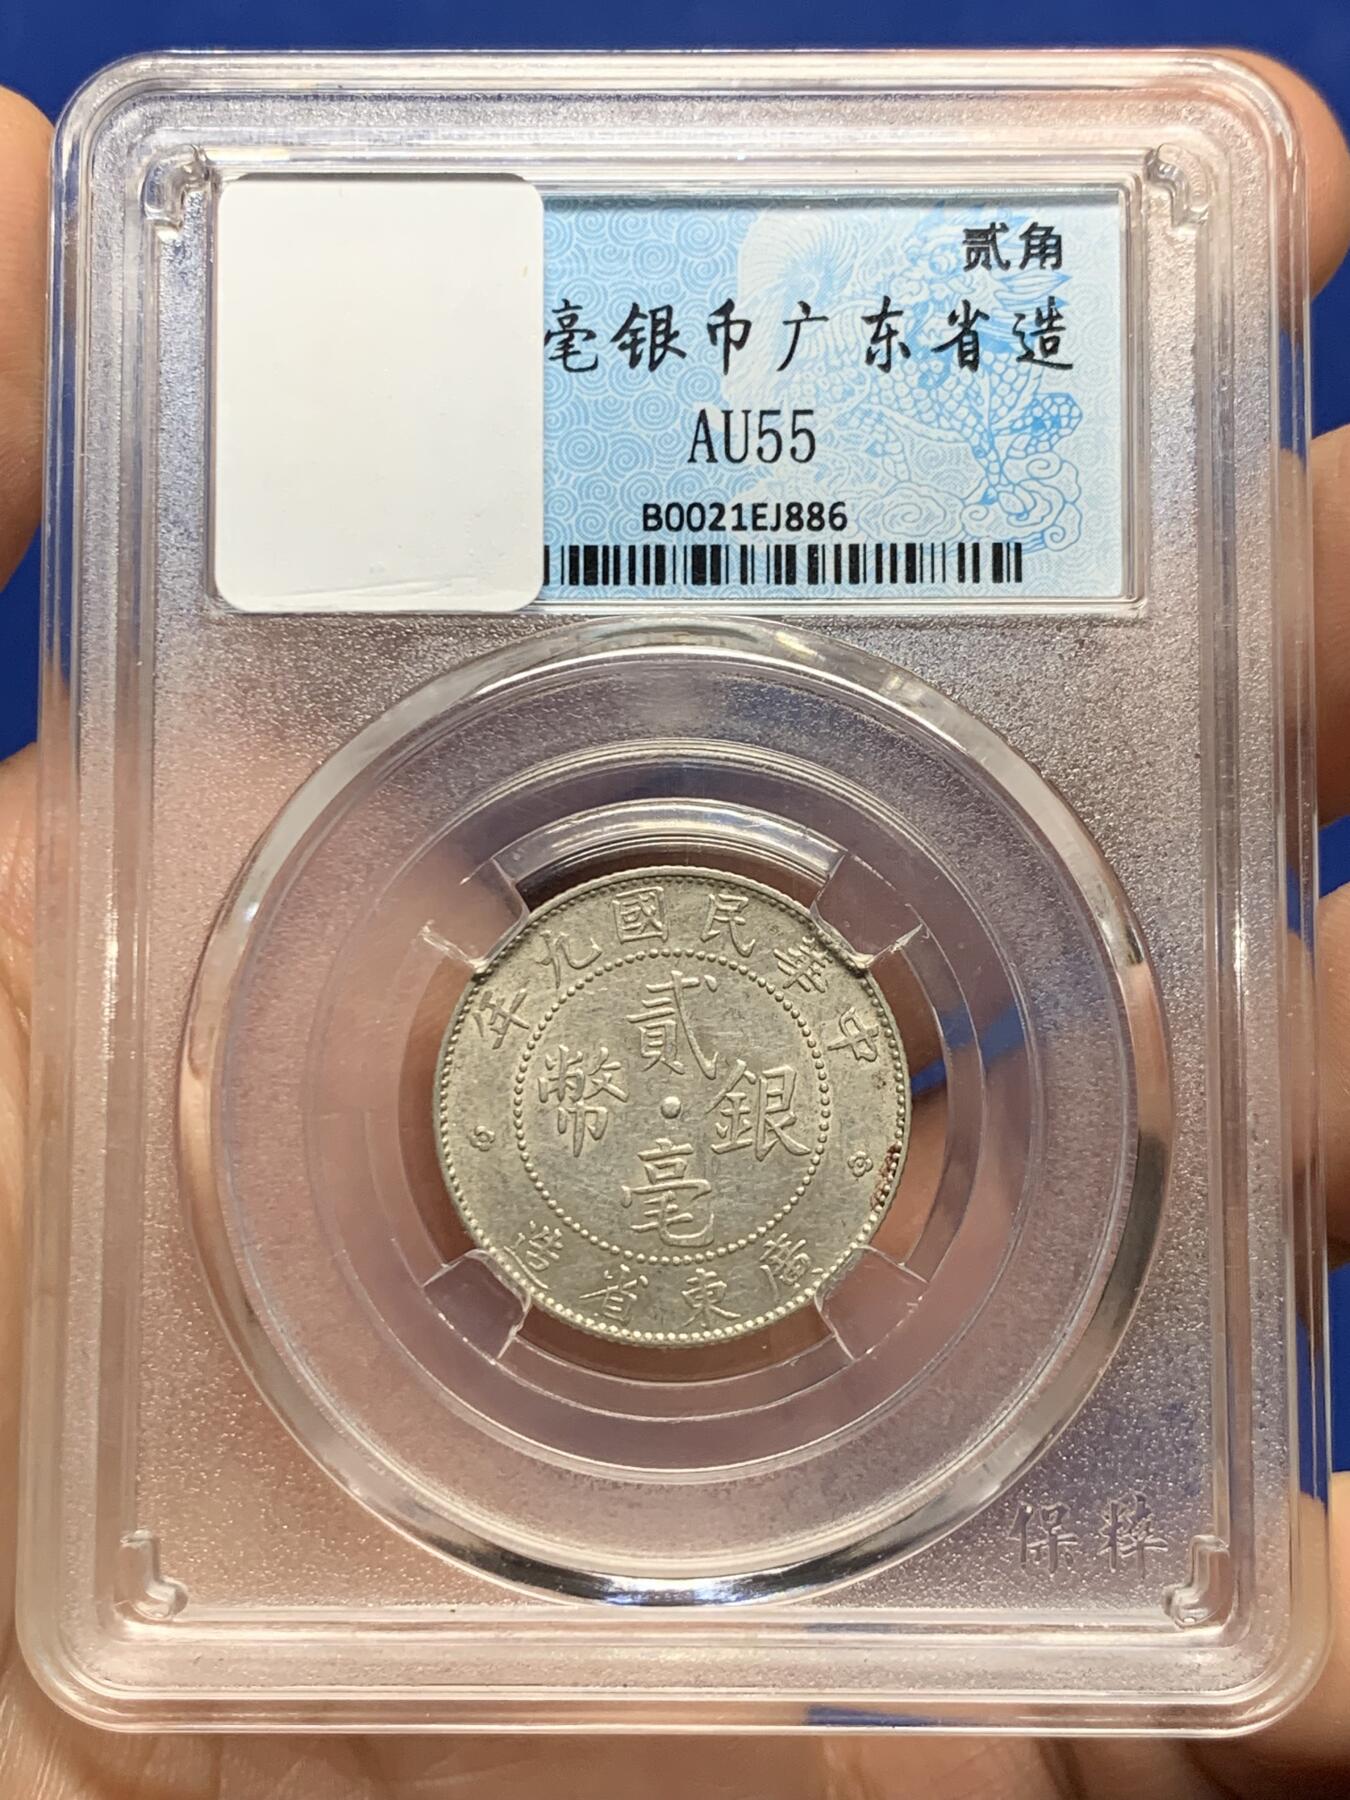 贰角
毫银币广东省造
AU55
B0021EJ886
中華民國九年
貳毫銀幣
廣東省造
保粹